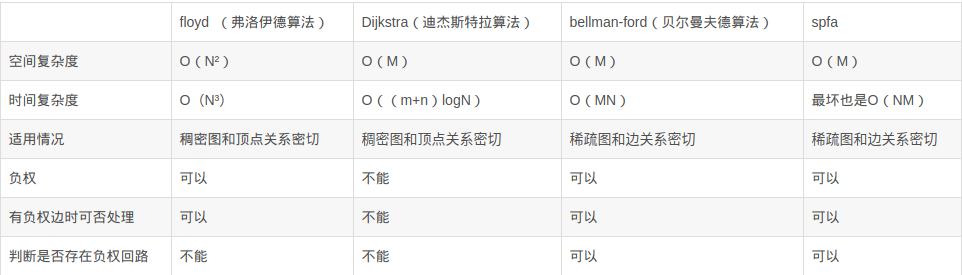 floyd （弗洛伊德算法） Dijkstra（迪杰斯特拉算法） bellman-ford（贝尔曼夫德算法） spfa
空间复杂度 O（N²） O（M） O（M） O（M）
时间复杂度 O（N³） O（（m+n）logN） O（MN） 最坏也是O（NM）
适用情况 稠密图和顶点关系密切 稠密图和顶点关系密切 稀疏图和边关系密切 稀疏图和边关系密切
负权 可以 不能 可以 可以
有负权边时可否处理 可以 不能 可以 可以
判断是否存在负权回路 不能 不能 可以 可以